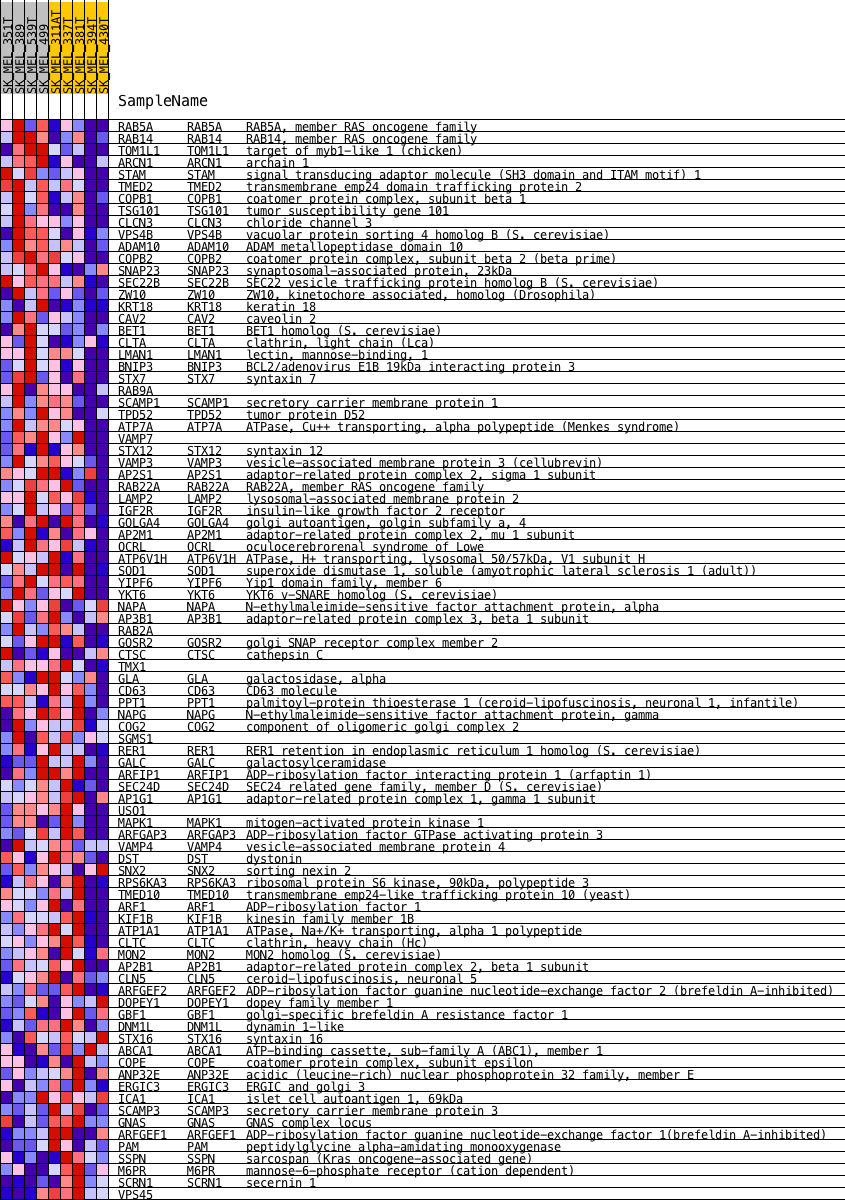 SK_MEL_351T
SK_MEL_389
SK_MEL_539T
SK_MEL_499
SK_MEL_311AT
SK_MEL_337T
SK_MEL_381T
SK_MEL_394T
SK_MEL_430T
SampleName
RAB5A RAB5A RAB5A, member RAS oncogene family
RAB14 RAB14 RAB14, member RAS oncogene family
TOM1L1 TOM1L1 target of myb1-like 1 (chicken)
ARCN1 ARCN1 archain 1
STAM STAM signal transducing adaptor molecule (SH3 domain and ITAM motif) 1
TMED2 TMED2 transmembrane emp24 domain trafficking protein 2
COPB1 COPB1 coatomer protein complex, subunit beta 1
TSG101 TSG101 tumor susceptibility gene 101
CLCN3 CLCN3 chloride channel 3
VPS4B VPS4B vacuolar protein sorting 4 homolog B (S. cerevisiae)
ADAM10 ADAM10 ADAM metallopeptidase domain 10
COPB2 COPB2 coatomer protein complex, subunit beta 2 (beta prime)
SNAP23 SNAP23 synaptosomal-associated protein, 23kDa
SEC22B SEC22B SEC22 vesicle trafficking protein homolog B (S. cerevisiae)
ZW10 ZW10 ZW10, kinetochore associated, homolog (Drosophila)
KRT18 KRT18 keratin 18
CAV2 CAV2 caveolin 2
BET1 BET1 BET1 homolog (S. cerevisiae)
CLTA CLTA clathrin, light chain (Lca)
LMAN1 LMAN1 lectin, mannose-binding, 1
BNIP3 BNIP3 BCL2/adenovirus E1B 19kDa interacting protein 3
STX7 STX7 syntaxin 7
RAB9A
SCAMP1 SCAMP1 secretory carrier membrane protein 1
TPD52 TPD52 tumor protein D52
ATP7A ATP7A ATPase, Cu++ transporting, alpha polypeptide (Menkes syndrome)
VAMP7
STX12 STX12 syntaxin 12
VAMP3 VAMP3 vesicle-associated membrane protein 3 (cellubrevin)
AP2S1 AP2S1 adaptor-related protein complex 2, sigma 1 subunit
RAB22A RAB22A RAB22A, member RAS oncogene family
LAMP2 LAMP2 lysosomal-associated membrane protein 2
IGF2R IGF2R insulin-like growth factor 2 receptor
GOLGA4 GOLGA4 golgi autoantigen, golgin subfamily a, 4
AP2M1 AP2M1 adaptor-related protein complex 2, mu 1 subunit
OCRL OCRL oculocerebrorenal syndrome of Lowe
ATP6V1H ATP6V1H ATPase, H+ transporting, lysosomal 50/57kDa, V1 subunit H
SOD1 SOD1 superoxide dismutase 1, soluble (amyotrophic lateral sclerosis 1 (adult))
YIPF6 YIPF6 Yip1 domain family, member 6
YKT6 YKT6 YKT6 v-SNARE homolog (S. cerevisiae)
NAPA NAPA N-ethylmaleimide-sensitive factor attachment protein, alpha
AP3B1 AP3B1 adaptor-related protein complex 3, beta 1 subunit
RAB2A
GOSR2 GOSR2 golgi SNAP receptor complex member 2
CTSC CTSC cathepsin C
TMX1
GLA GLA galactosidase, alpha
CD63 CD63 CD63 molecule
PPT1 PPT1 palmitoyl-protein thioesterase 1 (ceroid-lipofuscinosis, neuronal 1, infantile)
NAPG NAPG N-ethylmaleimide-sensitive factor attachment protein, gamma
COG2 COG2 component of oligomeric golgi complex 2
SGMS1
RER1 RER1 RER1 retention in endoplasmic reticulum 1 homolog (S. cerevisiae)
GALC GALC galactosylceramidase
ARFIP1 ARFIP1 ADP-ribosylation factor interacting protein 1 (arfaptin 1)
SEC24D SEC24D SEC24 related gene family, member D (S. cerevisiae)
AP1G1 AP1G1 adaptor-related protein complex 1, gamma 1 subunit
USO1
MAPK1 MAPK1 mitogen-activated protein kinase 1
ARFGAP3 ARFGAP3 ADP-ribosylation factor GTPase activating protein 3
VAMP4 VAMP4 vesicle-associated membrane protein 4
DST DST dystonin
SNX2 SNX2 sorting nexin 2
RPS6KA3 RPS6KA3 ribosomal protein S6 kinase, 90kDa, polypeptide 3
TMED10 TMED10 transmembrane emp24-like trafficking protein 10 (yeast)
ARF1 ARF1 ADP-ribosylation factor 1
KIF1B KIF1B kinesin family member 1B
ATP1A1 ATP1A1 ATPase, Na+/K+ transporting, alpha 1 polypeptide
CLTC CLTC clathrin, heavy chain (Hc)
MON2 MON2 MON2 homolog (S. cerevisiae)
AP2B1 AP2B1 adaptor-related protein complex 2, beta 1 subunit
CLN5 CLN5 ceroid-lipofuscinosis, neuronal 5
ARFGEF2 ARFGEF2 ADP-ribosylation factor guanine nucleotide-exchange factor 2 (brefeldin A-inhibited)
DOPEY1 DOPEY1 dopey family member 1
GBF1 GBF1 golgi-specific brefeldin A resistance factor 1
DNM1L DNM1L dynamin 1-like
STX16 STX16 syntaxin 16
ABCA1 ABCA1 ATP-binding cassette, sub-family A (ABC1), member 1
COPE COPE coatomer protein complex, subunit epsilon
ANP32E ANP32E acidic (leucine-rich) nuclear phosphoprotein 32 family, member E
ERGIC3 ERGIC3 ERGIC and golgi 3
ICA1 ICA1 islet cell autoantigen 1, 69kDa
SCAMP3 SCAMP3 secretory carrier membrane protein 3
GNAS GNAS GNAS complex locus
ARFGEF1 ARFGEF1 ADP-ribosylation factor guanine nucleotide-exchange factor 1(brefeldin A-inhibited)
PAM PAM peptidylglycine alpha-amidating monooxygenase
SSPN SSPN sarcospan (Kras oncogene-associated gene)
M6PR M6PR mannose-6-phosphate receptor (cation dependent)
SCRN1 SCRN1 secernin 1
VPS45